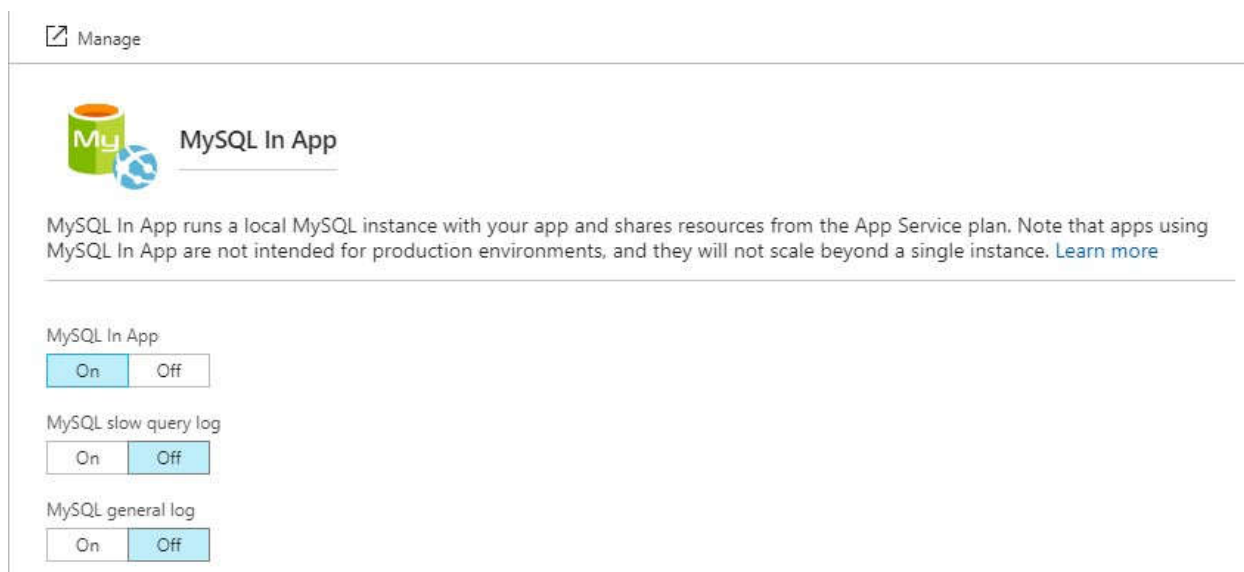 Manage
My
MySQL In App
MySQL In App runs a local MySQL instance with your app and shares resources from the App Service plan. Note that apps using
MySQL In App are not intended for production environments, and they will not scale beyond a single instance. Learn more
MySQL In App
On Off
MySQL slow query log
On Off
MySQL general log
On Off